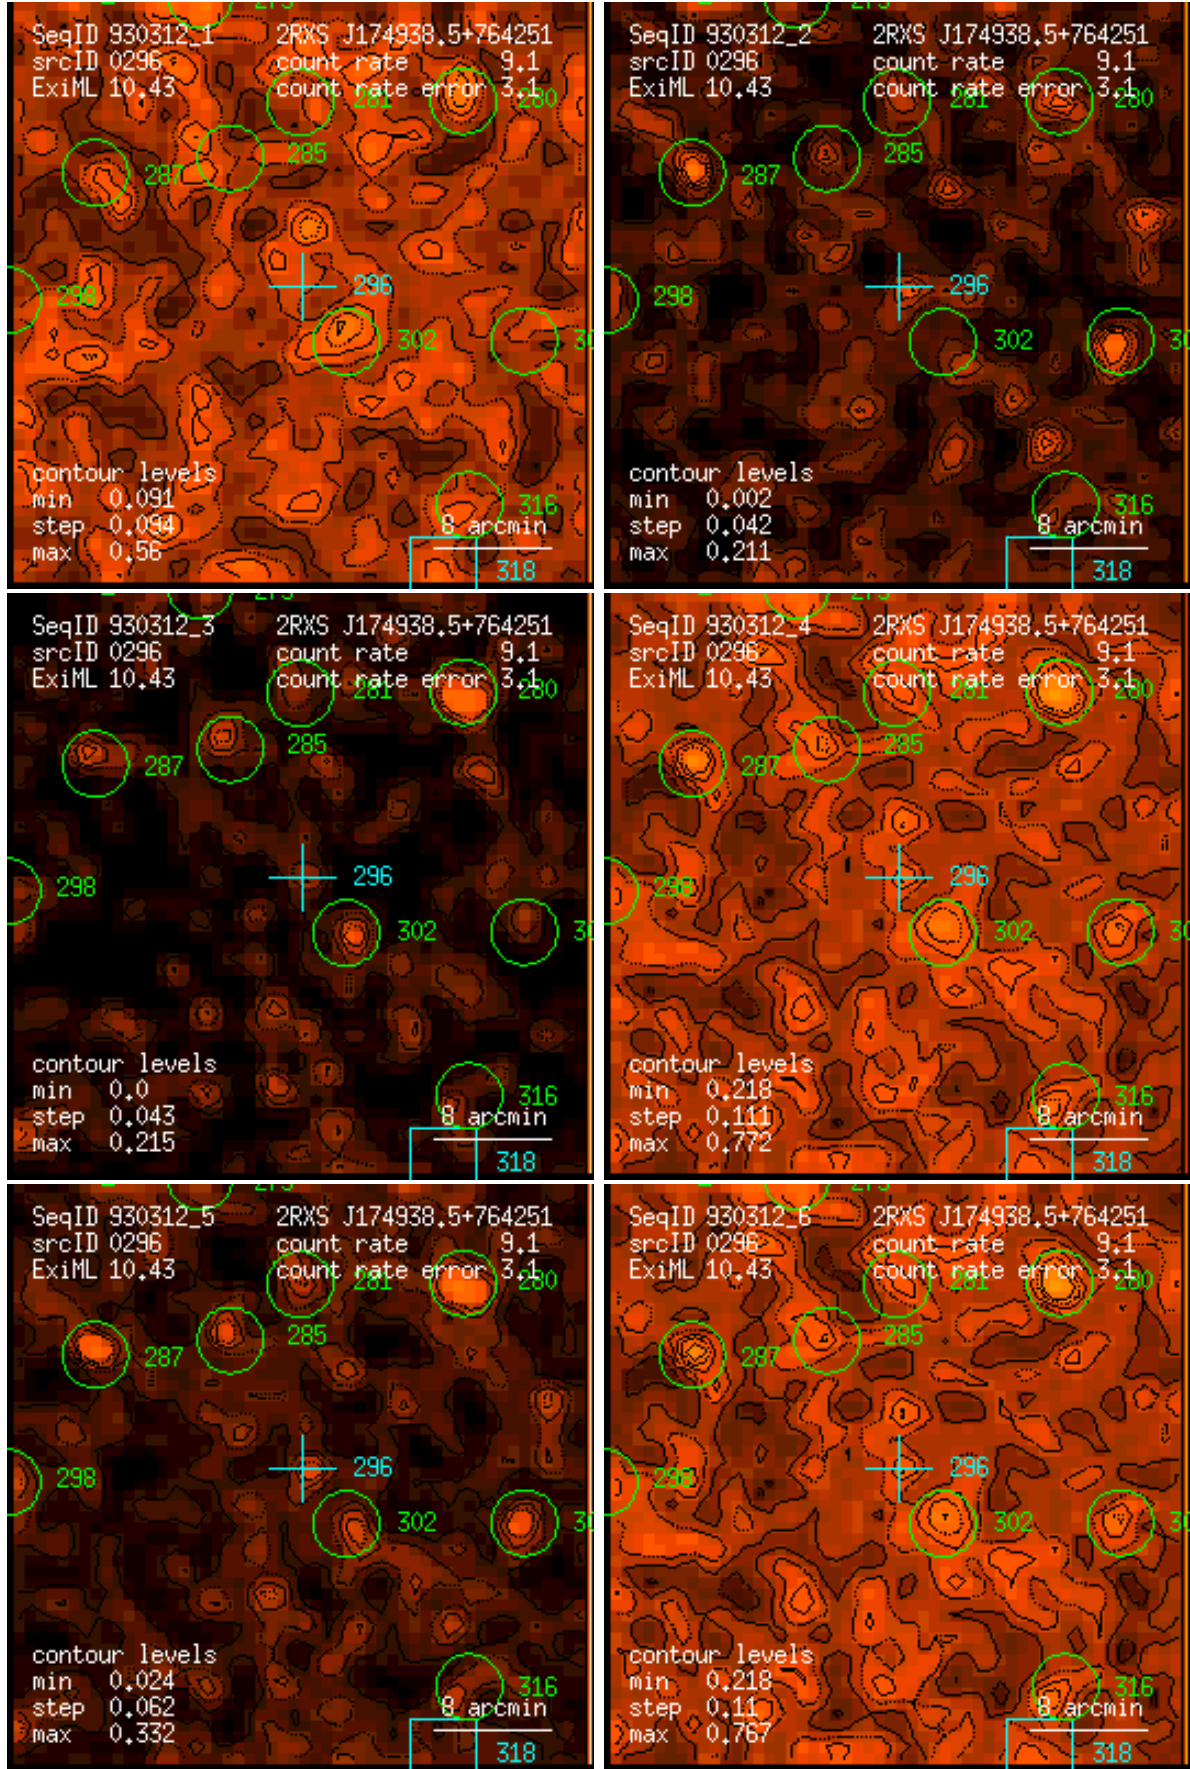 273
SeqID 930312_1 2RXS J174938.5+764251
srcID 0296 count rate 9.1
ExiML 10.43 count rate error 3.1
281 280
285
287
296
298
302
contour levels
min 0.091
316
step 0.094 8 arcmin
max 0.56
318
SeqID 930312_2 2RXS J174938.5+764251
srcID 0296 count rate 9.1
ExiML 10.43 count rate error 3.1
281 280
285
287
296
298
302
contour levels
min 0.002
316
step 0.042 8 arcmin
max 0.211
318
273
SeqID 930312_3 2RXS J174938.5+764251
srcID 0296 count rate 9.1
ExiML 10.43 count rate error 3.1
281 280
285
287
296
298
302
contour levels
min 0.0
316
step 0.043 8 arcmin
max 0.215
318
SeqID 930312_4 2RXS J174938.5+764251
srcID 0296 count rate 9.1
ExiML 10.43 count rate error 3.1
281 280
285
287
296
298
302
contour levels
min 0.218
316
step 0.111 8 arcmin
max 0.772
318
273
SeqID 930312_5 2RXS J174938.5+764251
srcID 0296 count rate 9.1
ExiML 10.43 count rate error 3.1
281 280
285
287
296
298
302
contour levels
min 0.024
316
step 0.062 8 arcmin
max 0.332
318
SeqID 930312_6 2RXS J174938.5+764251
srcID 0296 count rate 9.1
ExiML 10.43 count rate error 3.1
281 280
285
287
296
298
302
contour levels
min 0.218
316
step 0.11 8 arcmin
max 0.767
318